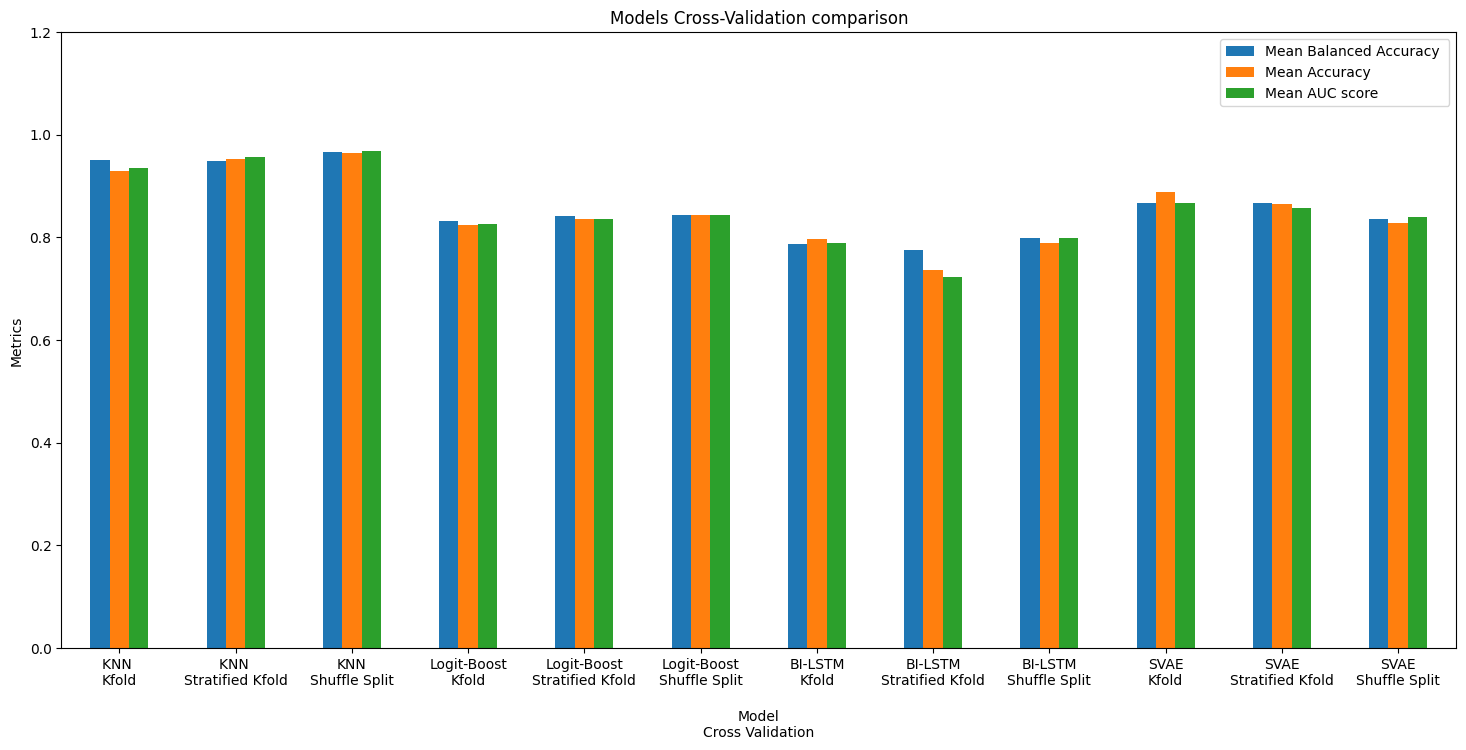 Models Cross-Validation comparison
1.2
1.0
0.8
0.6
0.4
0.2
0.0
Metrics
Mean Balanced Accuracy
Mean Accuracy
Mean AUC score
KNN
Kfold
KNN
Stratified Kfold
KNN
Shuffle Split
Logit-Boost
Kfold
Logit-Boost
Stratified Kfold
Logit-Boost
Shuffle Split
BI-LSTM
Kfold
BI-LSTM
Stratified Kfold
BI-LSTM
Shuffle Split
SVAE
Kfold
SVAE
Stratified Kfold
SVAE
Shuffle Split
Model
Cross Validation